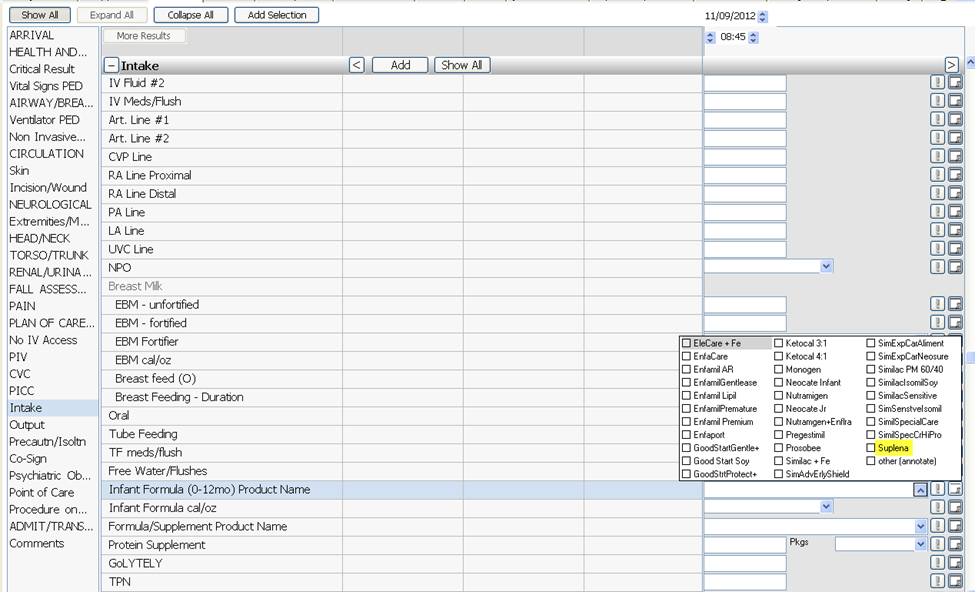 Show All Expand All Collapse All Add Selection
11/09/2012
08:45
ARRIVAL
HEALTH AND...
Critical Result
Vital Signs PED
AIRWAY/BREA...
Ventilator PED
Non Invasive...
CIRCULATION
Skin
Incision/Wound
NEUROLOGICAL
Extremities/M...
HEAD/NECK
TORSO/TRUNK
RENAL/URINA...
FALL ASSESS...
PAIN
PLAN OF CARE...
No IV Access
PIV
CVC
PICC
Intake
Output
Precautn/Isoltn
Co-Sign
Psychiatric Ob...
Point of Care
Procedure on...
ADMIT/TRANS...
Comments
More Results
− Intake < Add Show All >
IV Fluid #2
IV Meds/Flush
Art. Line #1
Art. Line #2
CVP Line
RA Line Proximal
RA Line Distal
PA Line
LA Line
UVC Line
NPO
Breast Milk
EBM - unfortified
EBM - fortified
EBM Fortifier
EBM cal/oz
Breast feed (O)
Breast Feeding - Duration
Oral
Tube Feeding
TF meds/flush
Free Water/Flushes
Infant Formula (0-12mo) Product Name
Infant Formula cal/oz
Formula/Supplement Product Name
Protein Supplement
Pkgs
GoLYTELY
TPN
EleCare + Fe
EnfaCare
Enfamil AR
EnfamilGentlease
Enfamil Lipil
EnfamilPremature
Enfamil Premium
Enfaport
GoodStartGentle+
Good Start Soy
GoodStrtProtect+
Ketocal 3:1
Ketocal 4:1
Monogen
Neocate Infant
Nutramigen
Neocate Jr
Nutramgen+Enflra
Pregestimil
Prosobee
Similac + Fe
SimAdvErlyShield
SimExpCarAliment
SimExpCarNeosure
Similac PM 60/40
SimilacIsomilSoy
SimilacSensitive
SimSenstveIsomil
SimilSpecialCare
SimilSpecCrHiPro
Suplena
other (annotate)